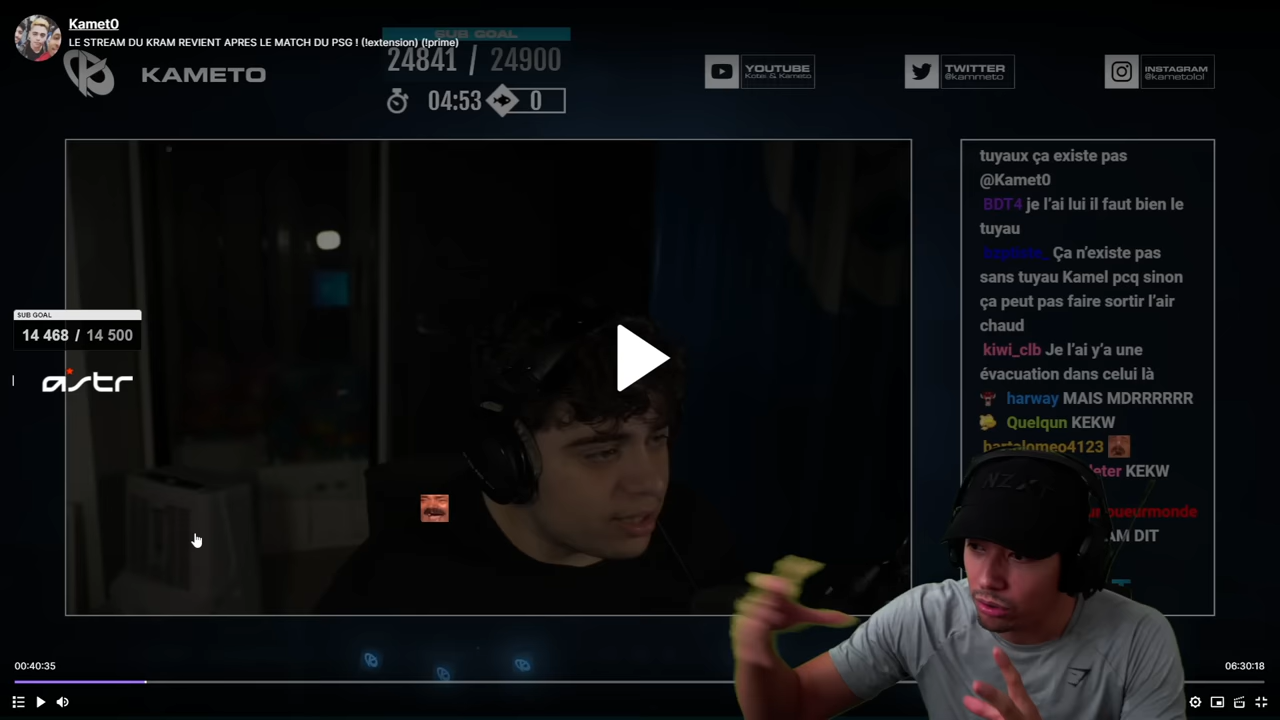 Kamet0
LE STREAM DU KRAM REVIENT APRES LE MATCH DU PSG ! (!extension) (!prime)
SUB GOAL
24841 / 24900
04:53
0
KAMETO
YOUTUBE
Kotei & Kameto
TWITTER
@kammeto
INSTAGRAM
@kametolol
tuyaux ça existe pas
@Kamet0
BDT4 je l'ai lui il faut bien le
tuyau
Ça n'existe pas
sans tuyau Kamel pcq sinon
ça peut pas faire sortir l'air
chaud
kiwi_clb Je l'ai y'a une
évacuation dans celui là
harway MAIS MDRRRRRR
Quelqun KEKW
bartalomeo4123
KEKW
AM DIT
SUB GOAL
14 468 / 14 500
astr
NZ
00:40:35
06:30:18